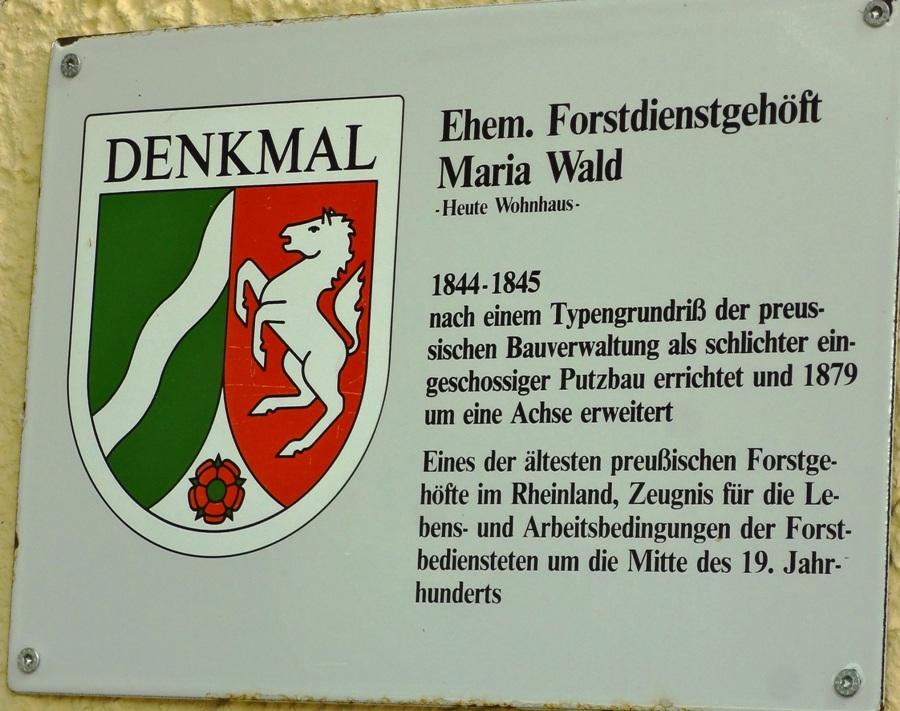 DENKMAL
Ehem. Forstdienstgehöft
Maria Wald
-Heute Wohnhaus-
1844-1845
nach einem Typengrundriß der preus-
sischen Bauverwaltung als schlichter ein-
geschossiger Putzbau errichtet und 1879
um eine Achse erweitert
Eines der ältesten preußischen Forstge-
höfte im Rheinland, Zeugnis für die Le-
bens- und Arbeitsbedingungen der Forst-
bediensteten um die Mitte des 19. Jahr-
hunderts